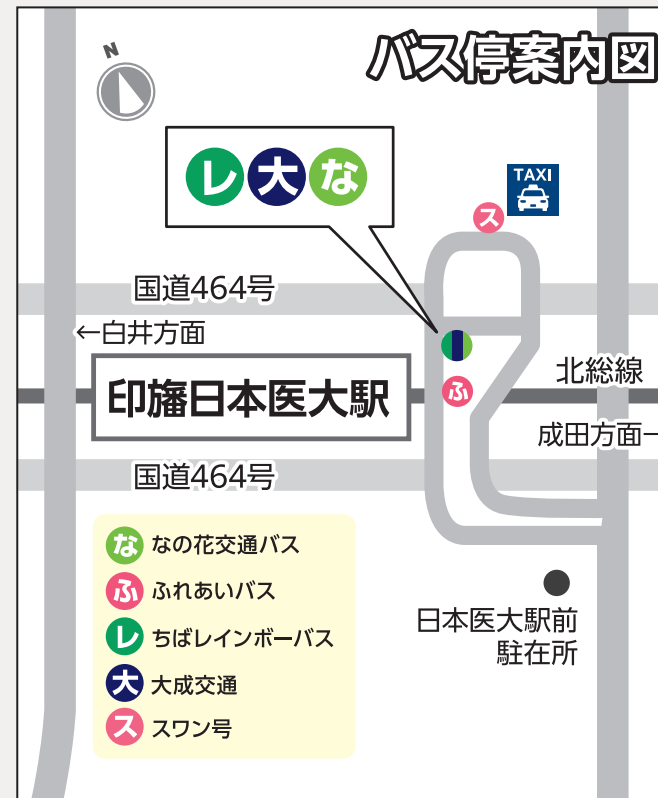 バス停案内図
N
レ大な
TAXI
ス
国道464号
←白井方面
印旛日本医大駅
ふ
北総線
成田方面→
国道464号
な なの花交通バス
ふ ふれあいバス
レ ちばレインボーバス
大 大成交通
ス スワン号
日本医大駅前
駐在所